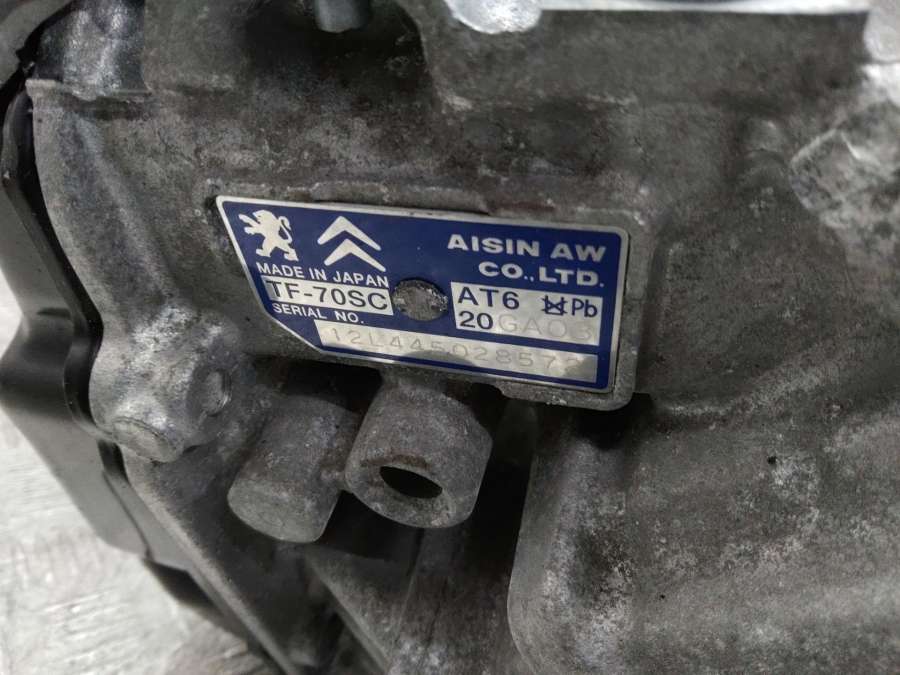 AISIN AW
CO.,LTD.
MADE IN JAPAN
TF-70SC
AT6 Pb
SERIAL NO.
20GA03
12L445028572